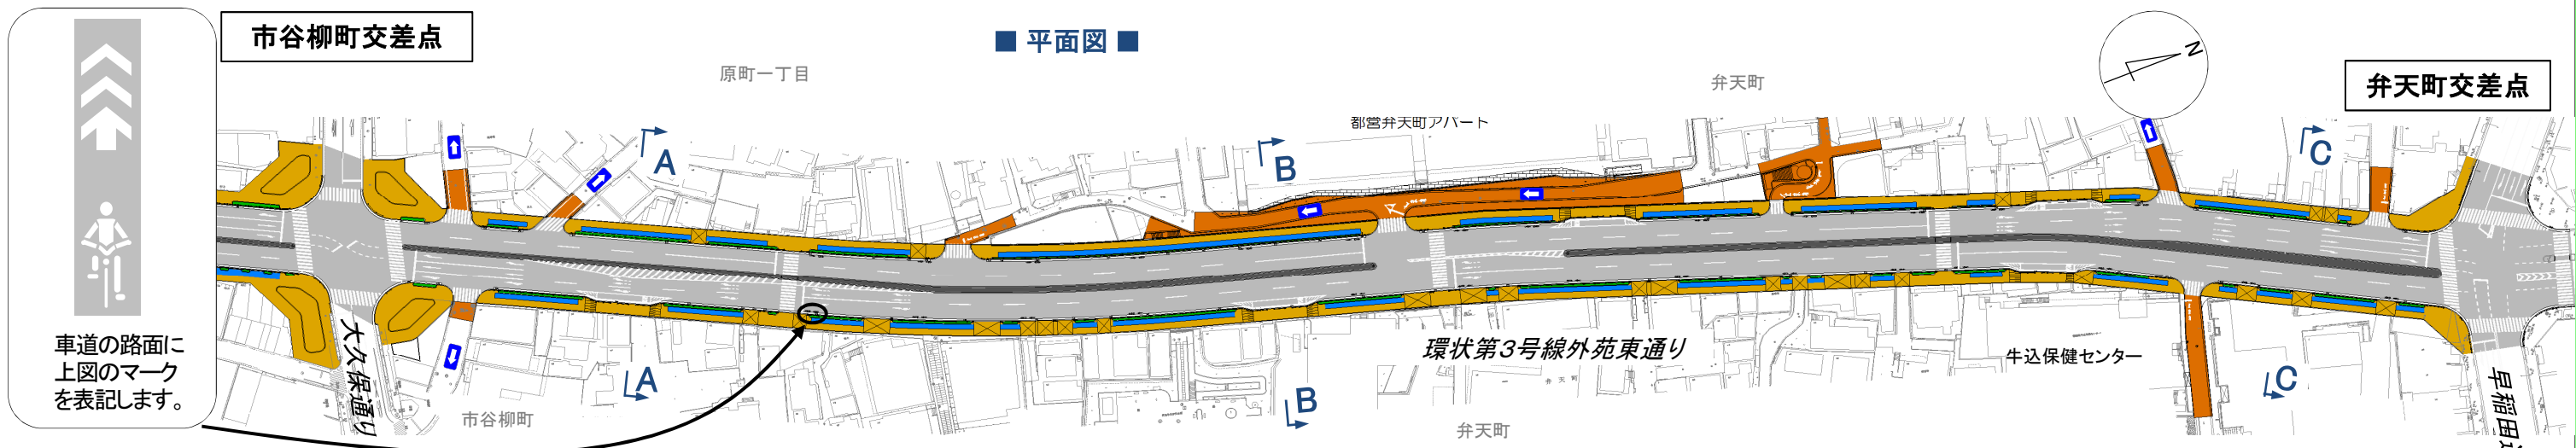 市谷柳町交差点
■ 平面図 ■
原町一丁目
弁天町
N
弁天町交差点
都営弁天町アパート
A
B
C
車道の路面に
上図のマーク
を表記します。
大久保通り
市谷柳町
A
B
環状第3号線外苑東通り
弁天町
弁天町
牛込保健センター
C
早稲田通